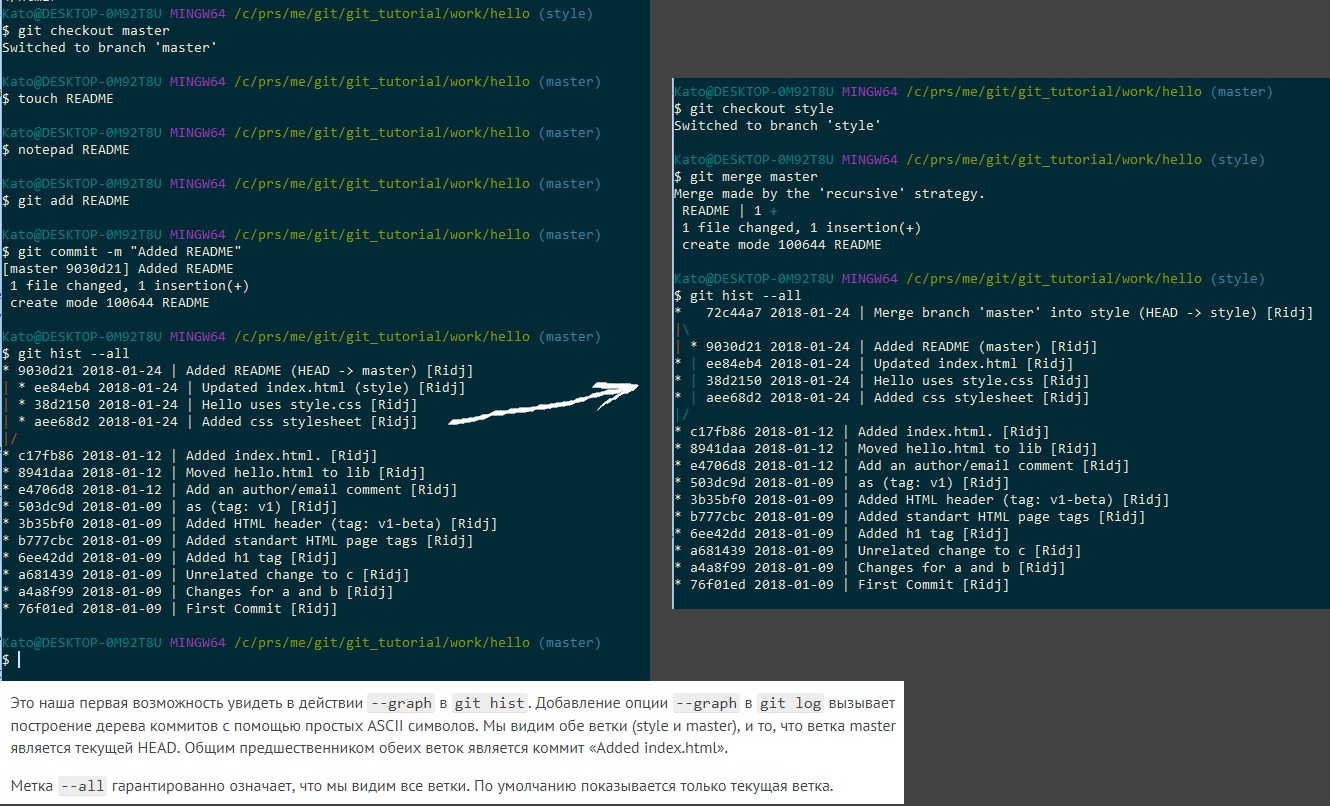 Kato@DESKTOP-0M92T8U MINGW64 /c/prs/me/git/git_tutorial/work/hello (style)
$ git checkout master
Switched to branch 'master'
Kato@DESKTOP-0M92T8U MINGW64 /c/prs/me/git/git_tutorial/work/hello (master)
$ touch README
Kato@DESKTOP-0M92T8U MINGW64 /c/prs/me/git/git_tutorial/work/hello (master)
$ notepad README
Kato@DESKTOP-0M92T8U MINGW64 /c/prs/me/git/git_tutorial/work/hello (master)
$ git add README
Kato@DESKTOP-0M92T8U MINGW64 /c/prs/me/git/git_tutorial/work/hello (master)
$ git commit -m "Added README"
[master 9030d21] Added README
 1 file changed, 1 insertion(+)
 create mode 100644 README
Kato@DESKTOP-0M92T8U MINGW64 /c/prs/me/git/git_tutorial/work/hello (master)
$ git hist --all
* 9030d21 2018-01-24 | Added README (HEAD -> master) [Ridj]
| * ee84eb4 2018-01-24 | Updated index.html (style) [Ridj]
| * 38d2150 2018-01-24 | Hello uses style.css [Ridj]
| * aee68d2 2018-01-24 | Added css stylesheet [Ridj]
|/
* c17fb86 2018-01-12 | Added index.html. [Ridj]
* 8941daa 2018-01-12 | Moved hello.html to lib [Ridj]
* e4706d8 2018-01-12 | Add an author/email comment [Ridj]
* 503dc9d 2018-01-09 | as (tag: v1) [Ridj]
* 3b35bf0 2018-01-09 | Added HTML header (tag: v1-beta) [Ridj]
* b777cbc 2018-01-09 | Added standart HTML page tags [Ridj]
* 6ee42dd 2018-01-09 | Added h1 tag [Ridj]
* a681439 2018-01-09 | Unrelated change to c [Ridj]
* a4a8f99 2018-01-09 | Changes for a and b [Ridj]
* 76f01ed 2018-01-09 | First Commit [Ridj]
Kato@DESKTOP-0M92T8U MINGW64 /c/prs/me/git/git_tutorial/work/hello (master)
$
Kato@DESKTOP-0M92T8U MINGW64 /c/prs/me/git/git_tutorial/work/hello (master)
$ git checkout style
Switched to branch 'style'
Kato@DESKTOP-0M92T8U MINGW64 /c/prs/me/git/git_tutorial/work/hello (style)
$ git merge master
Merge made by the 'recursive' strategy.
 README | 1 +
 1 file changed, 1 insertion(+)
 create mode 100644 README
Kato@DESKTOP-0M92T8U MINGW64 /c/prs/me/git/git_tutorial/work/hello (style)
$ git hist --all
*   72c44a7 2018-01-24 | Merge branch 'master' into style (HEAD -> style) [Ridj]
|\
| * 9030d21 2018-01-24 | Added README (master) [Ridj]
* | ee84eb4 2018-01-24 | Updated index.html [Ridj]
* | 38d2150 2018-01-24 | Hello uses style.css [Ridj]
* | aee68d2 2018-01-24 | Added css stylesheet [Ridj]
|/
* c17fb86 2018-01-12 | Added index.html. [Ridj]
* 8941daa 2018-01-12 | Moved hello.html to lib [Ridj]
* e4706d8 2018-01-12 | Add an author/email comment [Ridj]
* 503dc9d 2018-01-09 | as (tag: v1) [Ridj]
* 3b35bf0 2018-01-09 | Added HTML header (tag: v1-beta) [Ridj]
* b777cbc 2018-01-09 | Added standart HTML page tags [Ridj]
* 6ee42dd 2018-01-09 | Added h1 tag [Ridj]
* a681439 2018-01-09 | Unrelated change to c [Ridj]
* a4a8f99 2018-01-09 | Changes for a and b [Ridj]
* 76f01ed 2018-01-09 | First Commit [Ridj]
Это наша первая возможность увидеть в действии --graph в git hist. Добавление опции --graph в git log вызывает
построение дерева коммитов с помощью простых ASCII символов. Мы видим обе ветки (style и master), и то, что ветка master
является текущей HEAD. Общим предшественником обеих веток является коммит «Added index.html».
Метка --all гарантированно означает, что мы видим все ветки. По умолчанию показывается только текущая ветка.